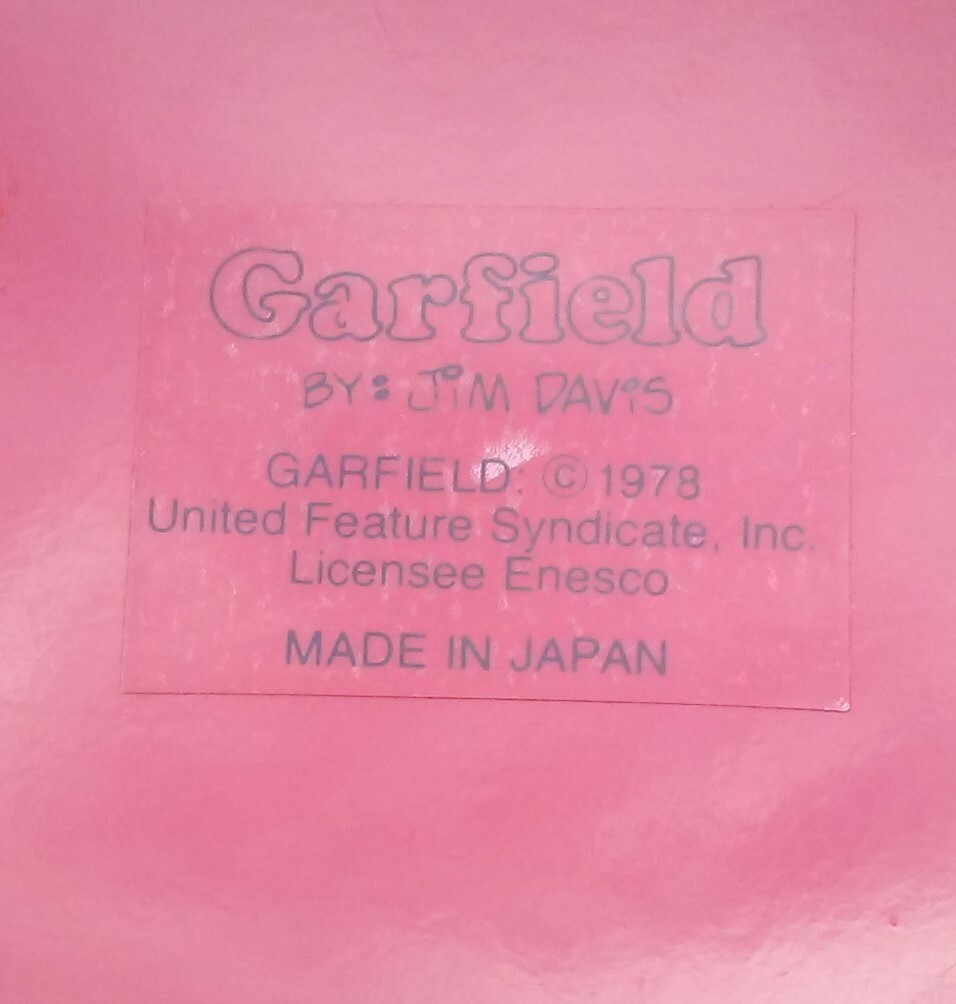 Garfield
BY: JIM DAVIS
GARFIELD: © 1978
United Feature Syndicate, Inc.
Licensee Enesco
MADE IN JAPAN